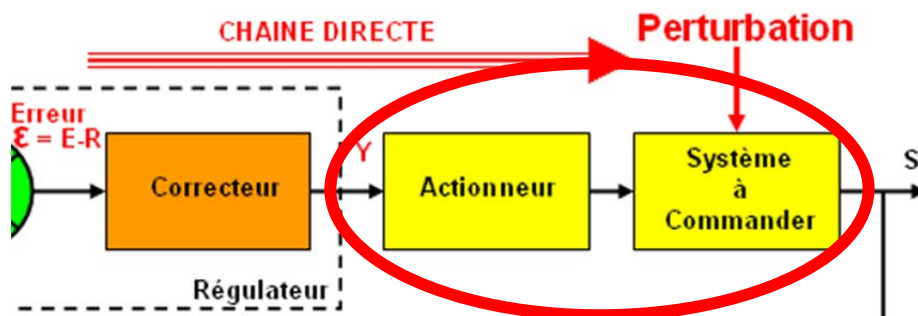 CHAINE DIRECTE
Perturbation
Erreur
Ɛ = E-R
Correcteur
Y
Actionneur
Système
à
Commander
S
Régulateur